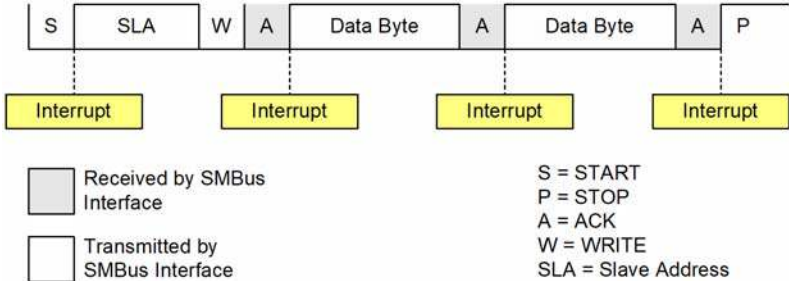 S SLA W A Data Byte A Data Byte A P
Interrupt Interrupt Interrupt Interrupt
Received by SMBus
Interface
Transmitted by
SMBus Interface
S = START
P = STOP
A = ACK
W = WRITE
SLA = Slave Address